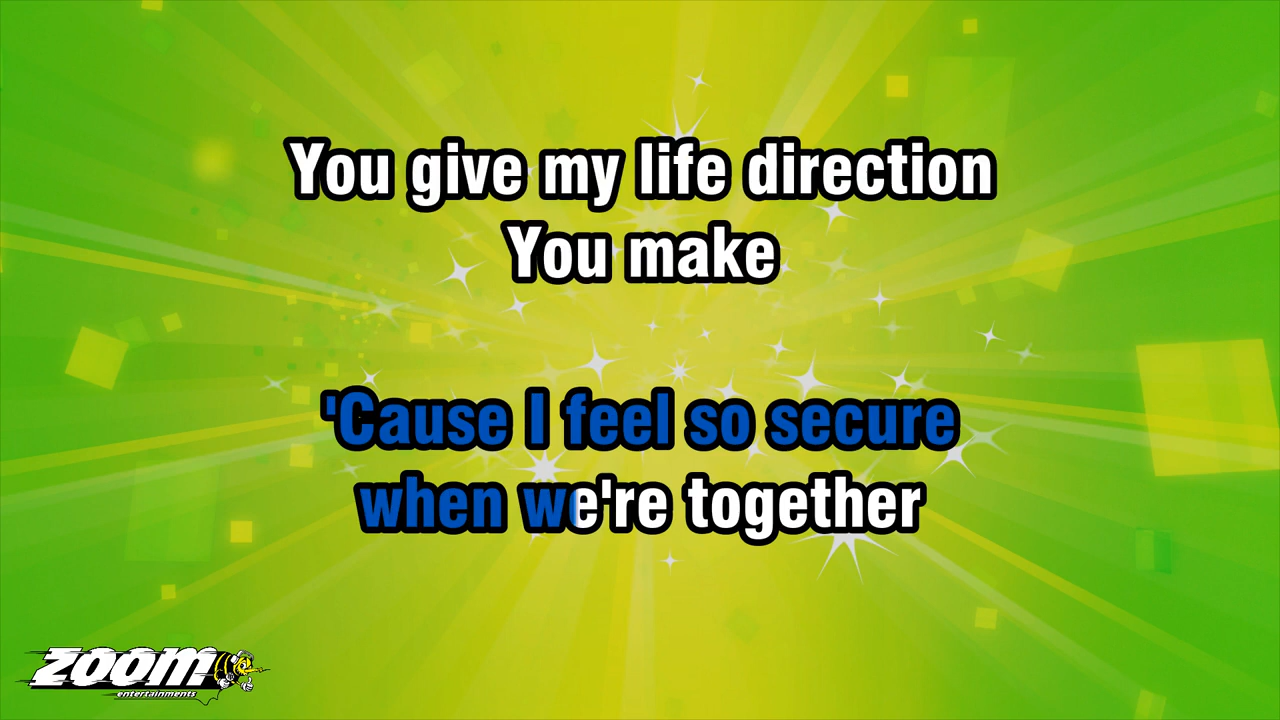 You give my life direction
You make
'Cause I feel so secure
when we're together
ZOOM
entertainments